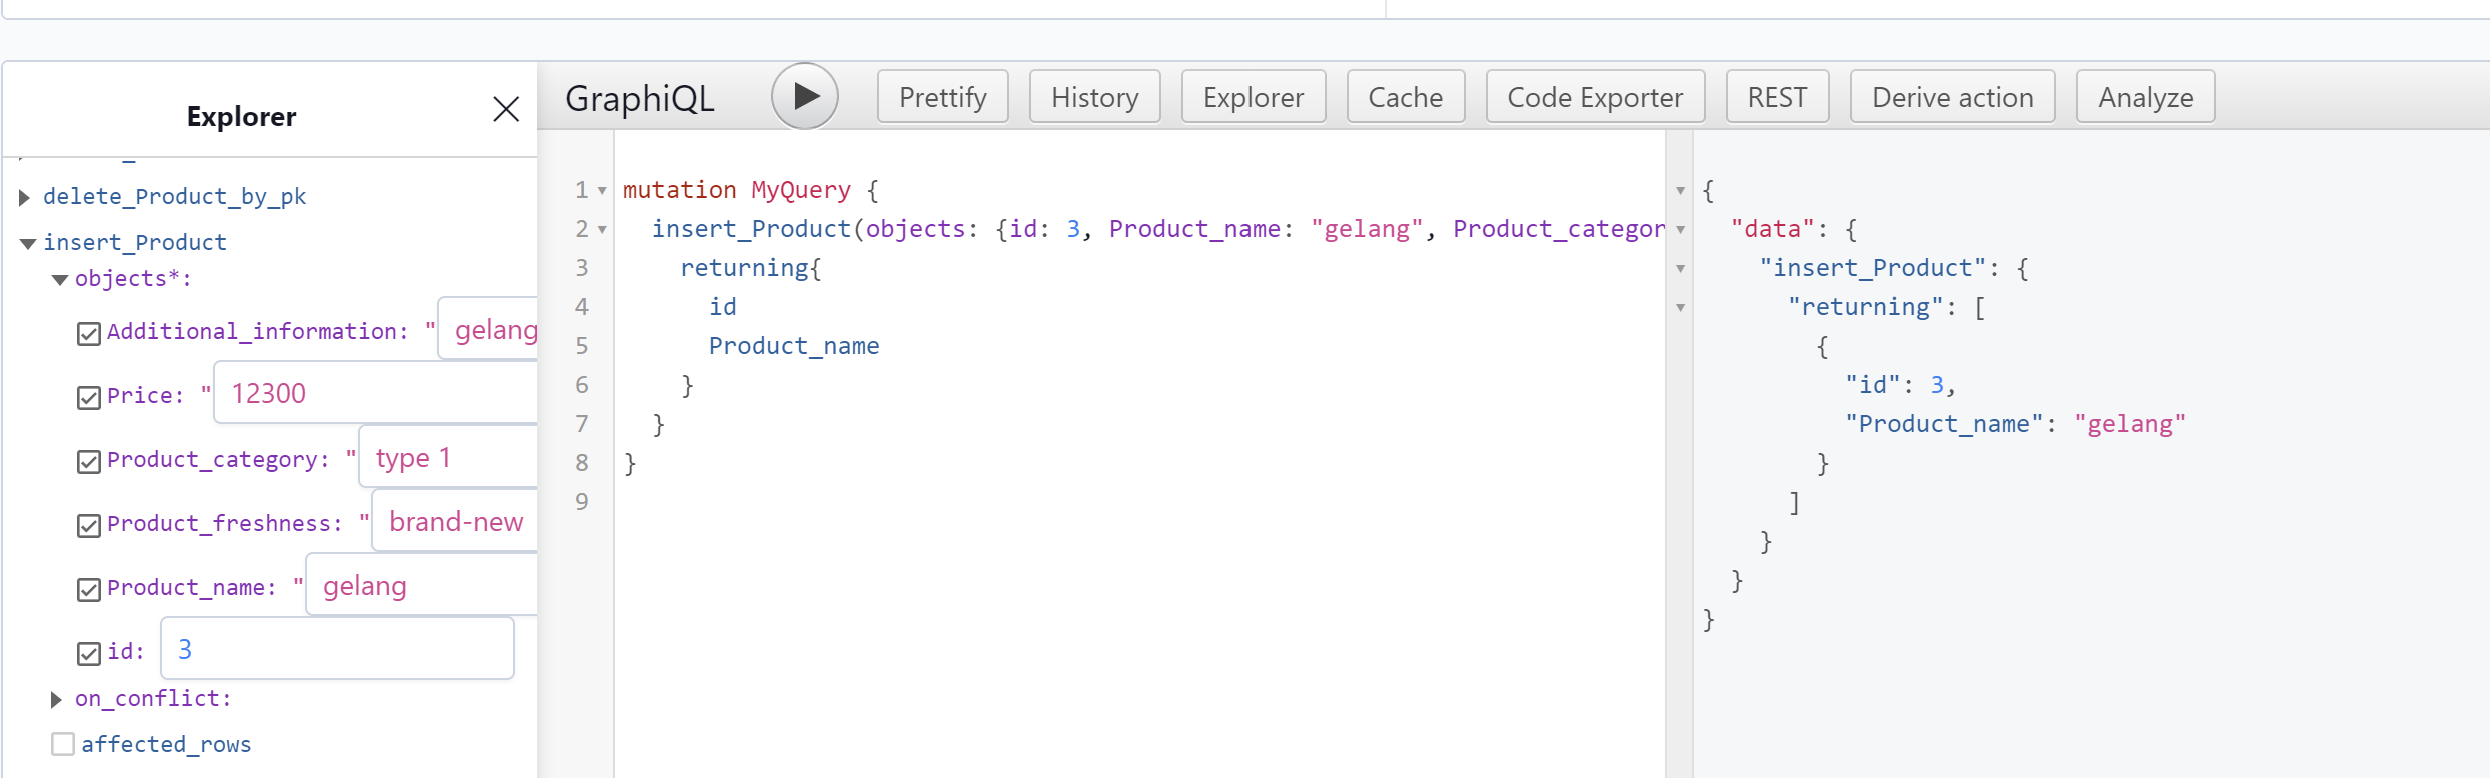 Explorer
delete_Product_by_pk
insert_Product
objects*:
Additional_information: " gelang
Price: " 12300
Product_category: " type 1
Product_freshness: " brand-new
Product_name: " gelang
id: 3
on_conflict:
affected_rows
GraphiQL Prettify History Explorer Cache Code Exporter REST Derive action Analyze
1 mutation MyQuery {
2 insert_Product(objects: {id: 3, Product_name: "gelang", Product_categor
3 returning{
4 id
5 Product_name
6 }
7 }
8 }
9
{
"data": {
"insert_Product": {
"returning": [
{
"id": 3,
"Product_name": "gelang"
}
]
}
}
}